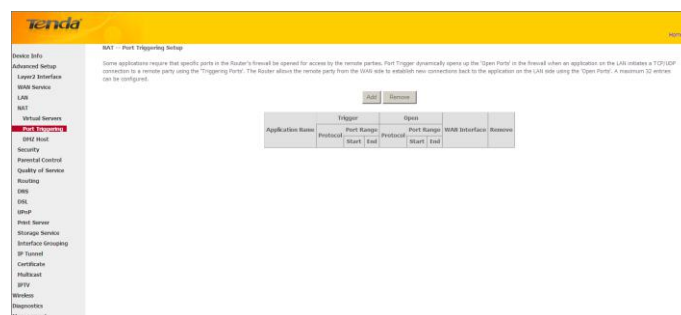 Tenda
Home
Device Info
Advanced Setup
Layer2 Interface
WAN Service
LAN
NAT
Virtual Servers
Port Triggering
DMZ Host
Security
Parental Control
Quality of Service
Routing
DNS
DSL
UPnP
Print Server
Storage Service
Interface Grouping
IP Tunnel
Certificate
Multicast
IPTV
Wireless
Diagnostics
NAT -- Port Triggering Setup
Some applications require that specific ports in the Router's firewall be opened for access by the remote parties. Port Trigger dynamically opens up the 'Open Ports' in the firewall when an application on the LAN initiates a TCP/UDP
connection to a remote party using the 'Triggering Ports'. The Router allows the remote party from the WAN side to establish new connections back to the application on the LAN side using the 'Open Ports'. A maximum 32 entries
can be configured.
Add Remove
Trigger Open
Application Name Protocol Port Range Protocol Port Range WAN Interface Remove
Start End Start End